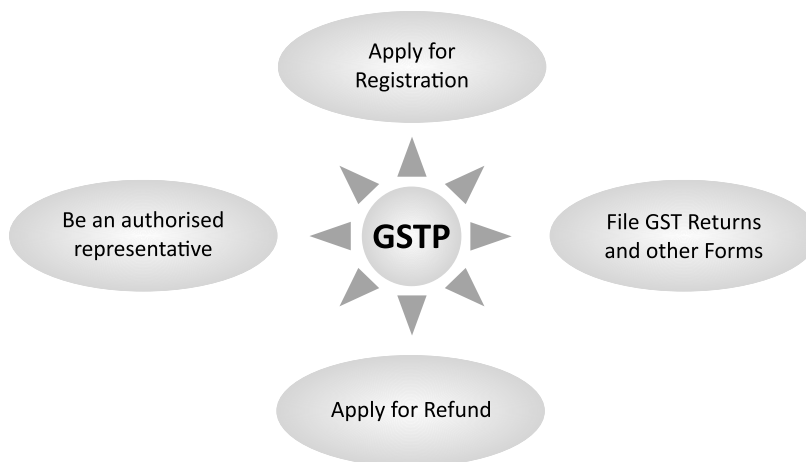 Apply for
Registration
Be an authorised
representative
GSTP
File GST Returns
and other Forms
Apply for Refund